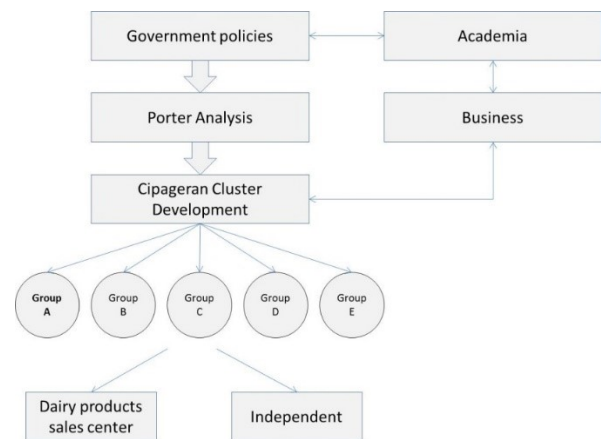 Government policies
Academia
Porter Analysis
Business
Cipageran Cluster
Development
Group
A
Group
B
Group
C
Group
D
Group
E
Dairy products
sales center
Independent